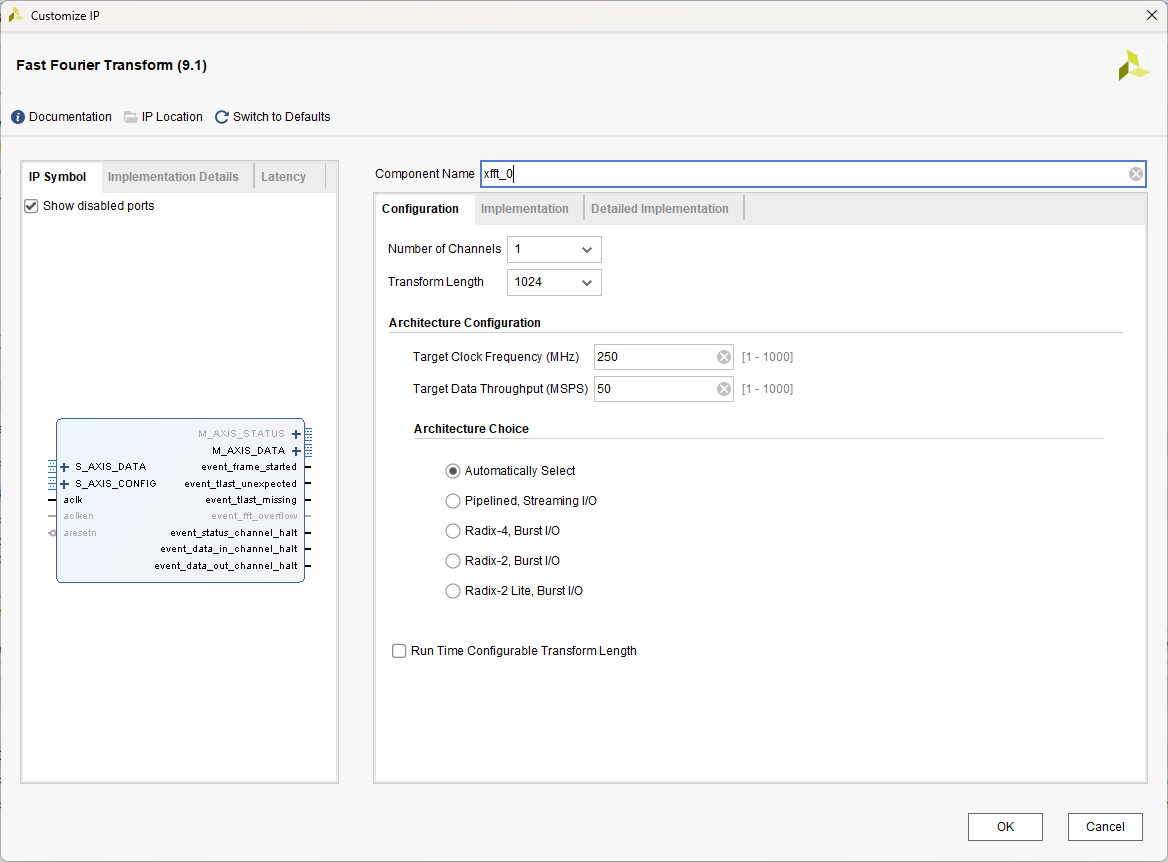 Customize IP
Fast Fourier Transform (9.1)
Documentation IP Location Switch to Defaults
IP Symbol Implementation Details Latency
Show disabled ports
M_AXIS_STATUS
M_AXIS_DATA
S_AXIS_DATA event_frame_started
S_AXIS_CONFIG event_tlast_unexpected
aclk event_tlast_missing
aclken event_fft_overflow
aresetn event_status_channel_halt
event_data_in_channel_halt
event_data_out_channel_halt
Component Name xfft_0
Configuration Implementation Detailed Implementation
Number of Channels 1
Transform Length 1024
Architecture Configuration
Target Clock Frequency (MHz) 250 [1 - 1000]
Target Data Throughput (MSPS) 50 [1 - 1000]
Architecture Choice
Automatically Select
Pipelined, Streaming I/O
Radix-4, Burst I/O
Radix-2, Burst I/O
Radix-2 Lite, Burst I/O
Run Time Configurable Transform Length
OK Cancel